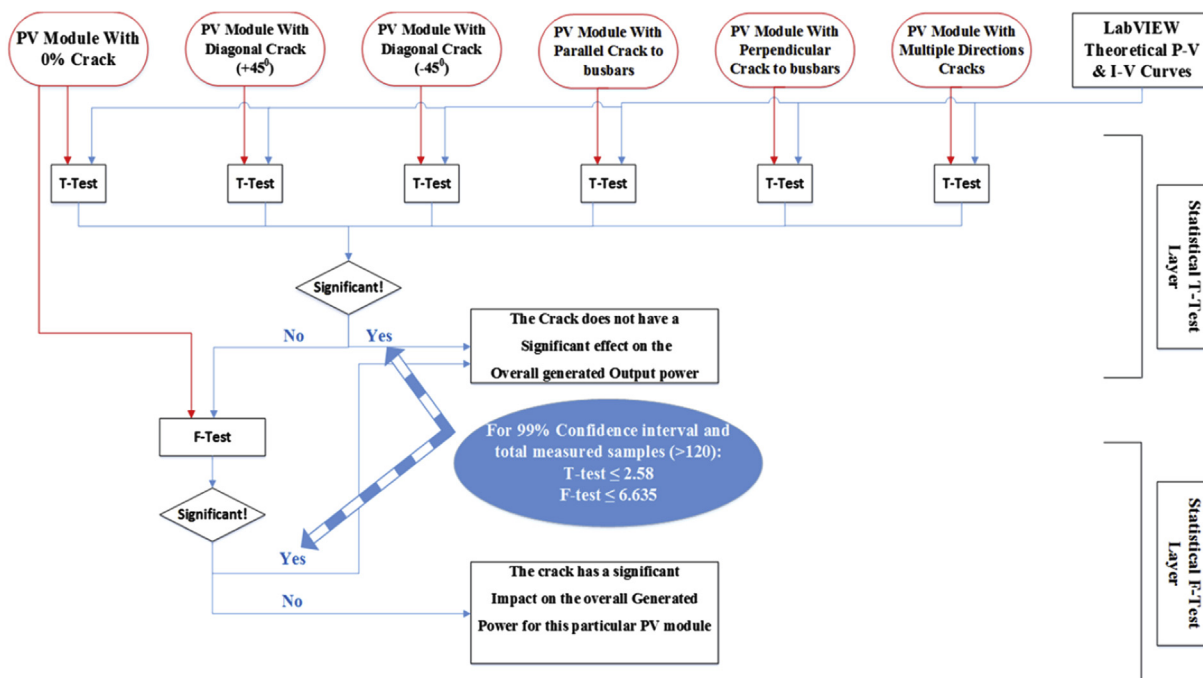 PV Module With
0% Crack
PV Module With
Diagonal Crack
(+45⁰)
PV Module With
Diagonal Crack
(-45⁰)
PV Module With
Parallel Crack to
busbars
PV Module With
Perpendicular
Crack to busbars
PV Module With
Multiple Directions
Cracks
LabVIEW
Theoretical P-V
& I-V Curves
T-Test
T-Test
T-Test
T-Test
T-Test
T-Test
Statistical T-Test
Layer
Significant!
No
Yes
The Crack does not have a
Significant effect on the
Overall generated Output power
F-Test
For 99% Confidence interval and
total measured samples (>120):
T-test ≤ 2.58
F-test ≤ 6.635
Significant!
Yes
No
The crack has a significant
Impact on the overall Generated
Power for this particular PV module
Statistical F-Test
Layer